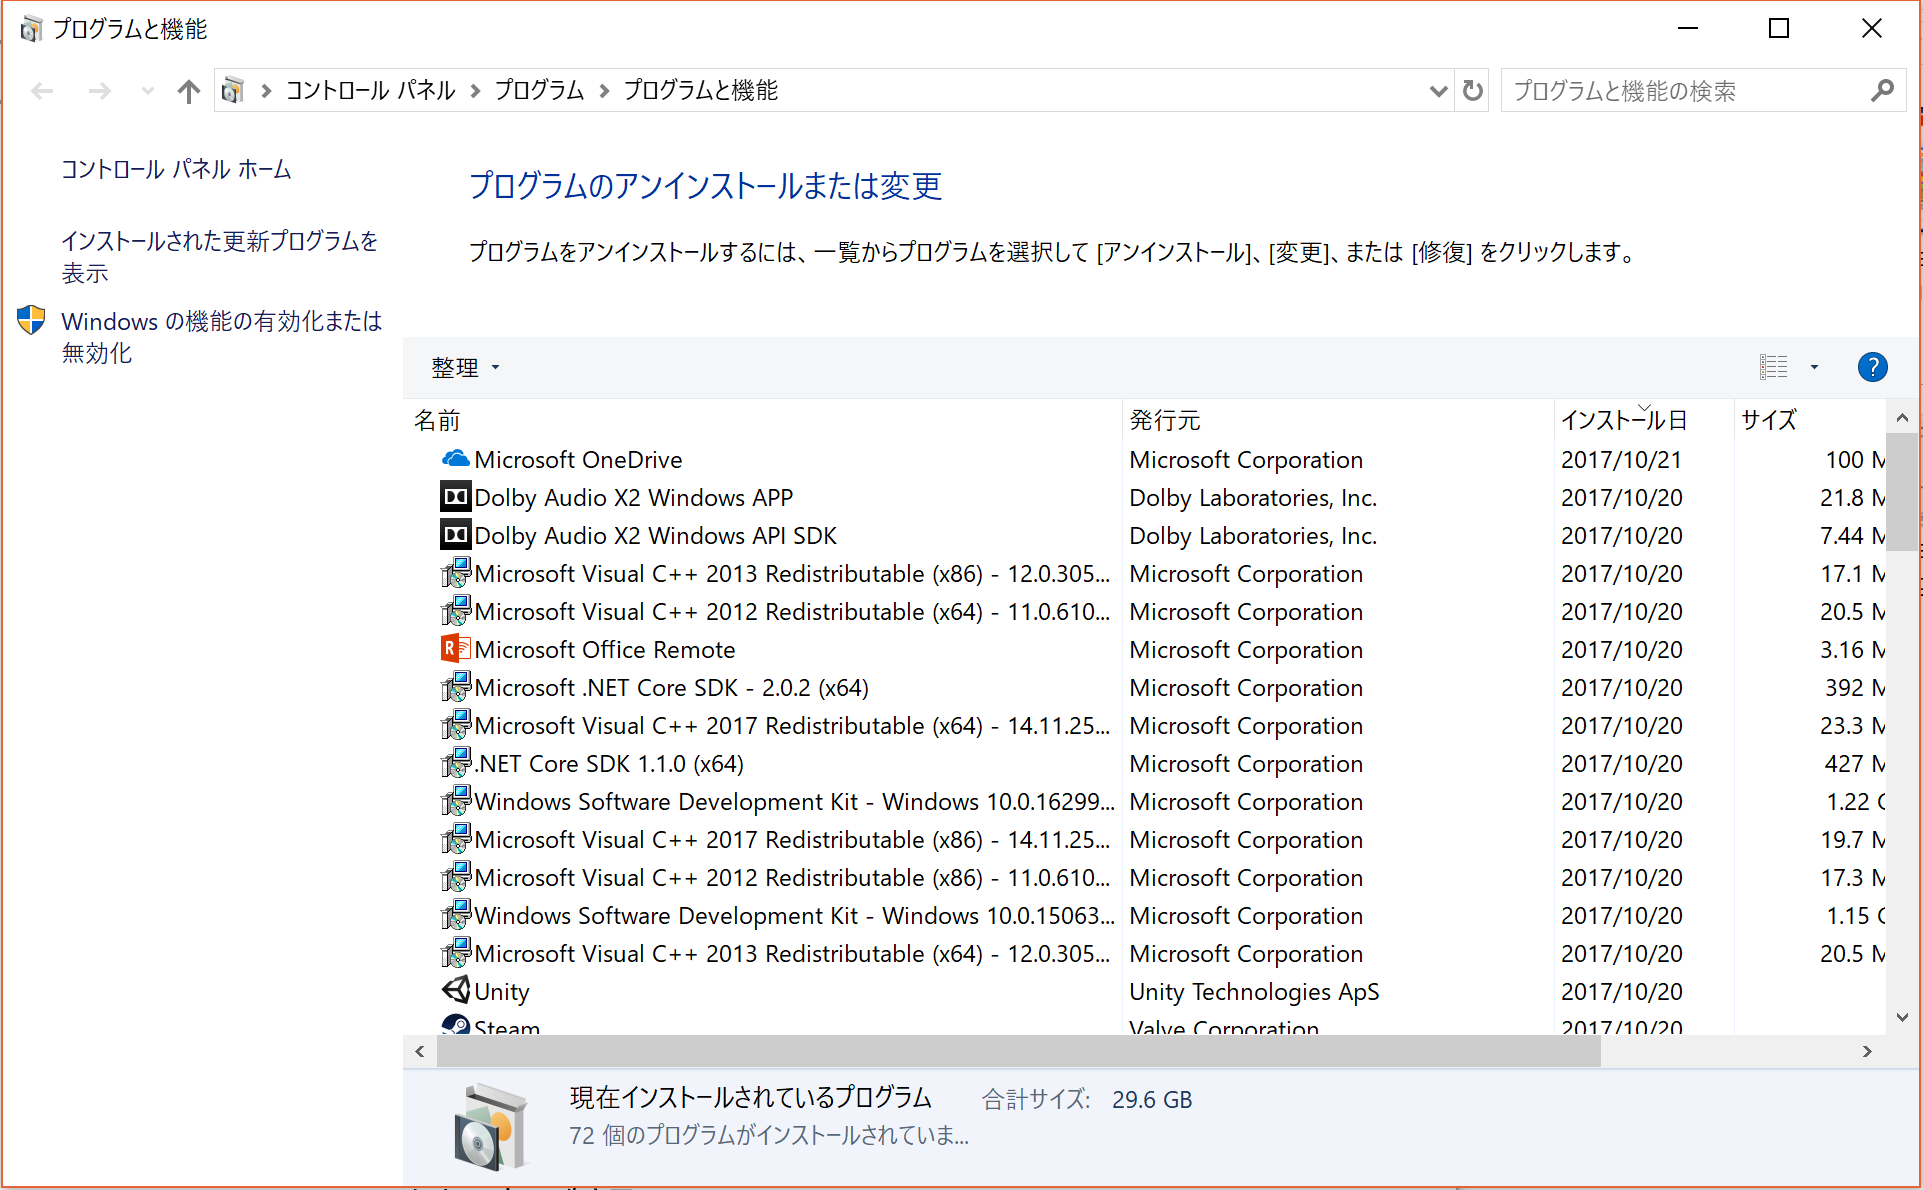 プログラムと機能
コントロール パネル プログラム プログラムと機能
プログラムと機能の検索
コントロール パネル ホーム
インストールされた更新プログラムを
表示
Windows の機能の有効化または
無効化
プログラムのアンインストールまたは変更
プログラムをアンインストールするには、一覧からプログラムを選択して [アンインストール]、[変更]、または [修復] をクリックします。
整理
名前 発行元 インストール日 サイズ
Microsoft OneDrive Microsoft Corporation 2017/10/21 100 M
Dolby Audio X2 Windows APP Dolby Laboratories, Inc. 2017/10/20 21.8 M
Dolby Audio X2 Windows API SDK Dolby Laboratories, Inc. 2017/10/20 7.44 M
Microsoft Visual C++ 2013 Redistributable (x86) - 12.0.305... Microsoft Corporation 2017/10/20 17.1 M
Microsoft Visual C++ 2012 Redistributable (x64) - 11.0.610... Microsoft Corporation 2017/10/20 20.5 M
Microsoft Office Remote Microsoft Corporation 2017/10/20 3.16 M
Microsoft .NET Core SDK - 2.0.2 (x64) Microsoft Corporation 2017/10/20 392 M
Microsoft Visual C++ 2017 Redistributable (x64) - 14.11.25... Microsoft Corporation 2017/10/20 23.3 M
.NET Core SDK 1.1.0 (x64) Microsoft Corporation 2017/10/20 427 M
Windows Software Development Kit - Windows 10.0.16299... Microsoft Corporation 2017/10/20 1.22 G
Microsoft Visual C++ 2017 Redistributable (x86) - 14.11.25... Microsoft Corporation 2017/10/20 19.7 M
Microsoft Visual C++ 2012 Redistributable (x86) - 11.0.610... Microsoft Corporation 2017/10/20 17.3 M
Windows Software Development Kit - Windows 10.0.15063... Microsoft Corporation 2017/10/20 1.15 G
Microsoft Visual C++ 2013 Redistributable (x64) - 12.0.305... Microsoft Corporation 2017/10/20 20.5 M
Unity Unity Technologies ApS 2017/10/20
Steam Valve Corporation 2017/10/20
現在インストールされているプログラム 合計サイズ: 29.6 GB
72 個のプログラムがインストールされていま...